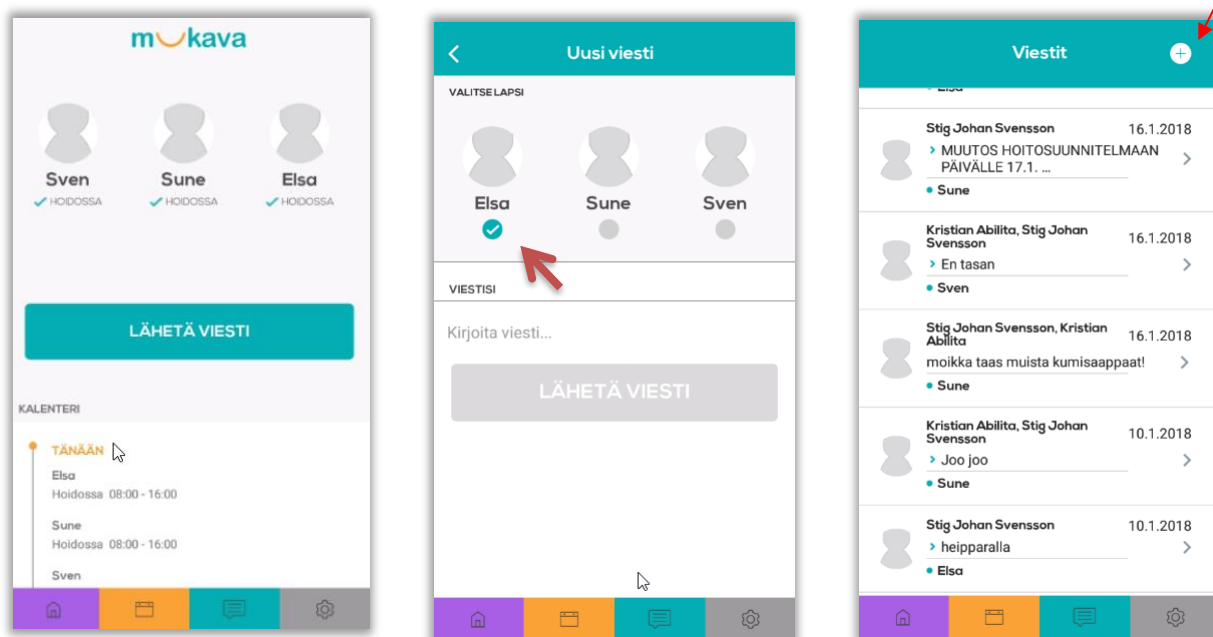 mukava
Sven Sune Elsa
HOIDOSSA HOIDOSSA HOIDOSSA
LÄHETÄ VIESTI
KALENTERI
TÄNÄÄN
Elsa
Hoidossa 08:00 - 16:00
Sune
Hoidossa 08:00 - 16:00
Sven
Uusi viesti
VALITSE LAPSI
Elsa Sune Sven
VIESTISI
Kirjoita viesti...
LÄHETÄ VIESTI
Viestit
Elsa
Stig Johan Svensson 16.1.2018
> MUUTOS HOITOSUUNNITELMAAN
PÄIVÄLLE 17.1. ...
• Sune
Kristian Abilita, Stig Johan
Svensson 16.1.2018
> En tasan
• Sven
Stig Johan Svensson, Kristian
Abilita 16.1.2018
moikka taas muista kumisaappaat!
• Sune
Kristian Abilita, Stig Johan
Svensson 10.1.2018
> Joo joo
• Sune
Stig Johan Svensson 10.1.2018
> heipparalla
• Elsa